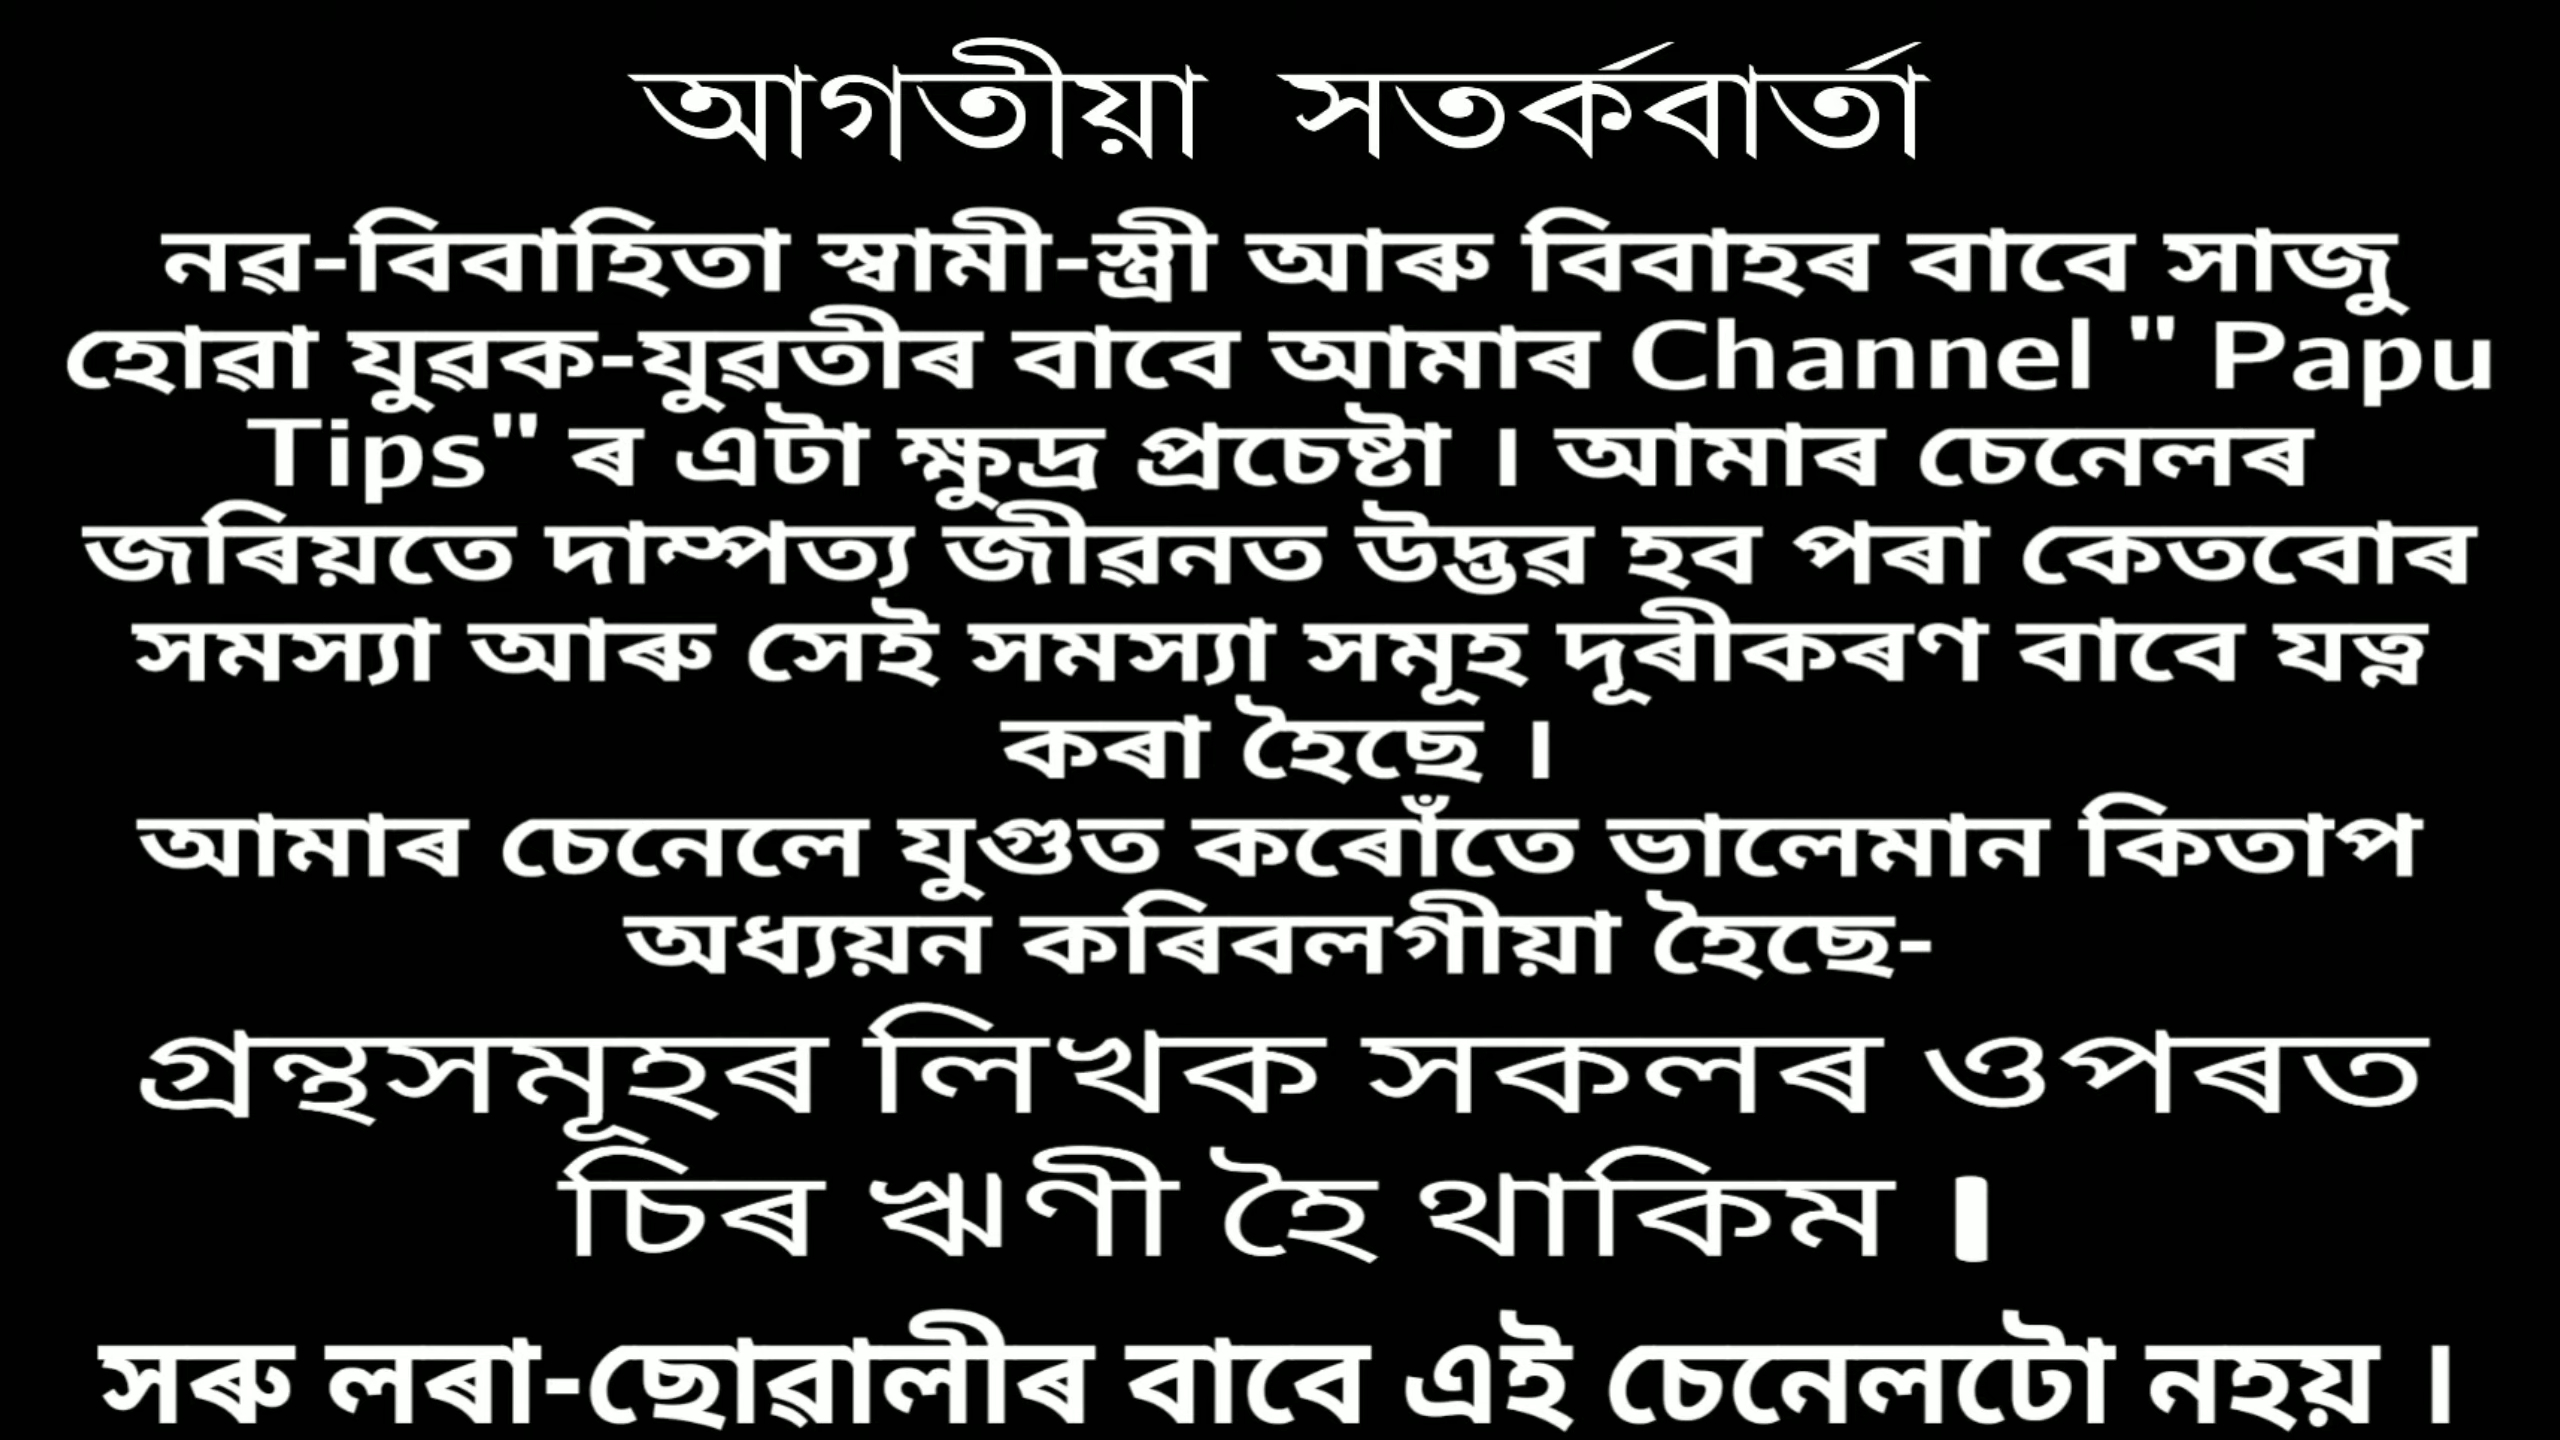 আগতীয়া সতৰ্কবাৰ্তা
নৱ-বিবাহিতা স্বামী-স্ত্ৰী আৰু বিবাহৰ বাবে সাজু
হোৱা যুৱক-যুৱতীৰ বাবে আমাৰ Channel " Papu
Tips" ৰ এটা ক্ষুদ্ৰ প্ৰচেষ্টা । আমাৰ চেনেলৰ
জৰিয়তে দাম্পত্য জীৱনত উদ্ভৱ হব পৰা কেতবোৰ
সমস্যা আৰু সেই সমস্যা সমূহ দূৰীকৰণ বাবে যত্ন
কৰা হৈছে ।
আমাৰ চেনেলে যুগুত কৰোঁতে ভালেমান কিতাপ
অধ্যয়ন কৰিবলগীয়া হৈছে-
গ্ৰন্থসমূহৰ লিখক সকলৰ ওপৰত
চিৰ ঋণী হৈ থাকিম ।
সৰু লৰা-ছোৱালীৰ বাবে এই চেনেলটো নহয় ।